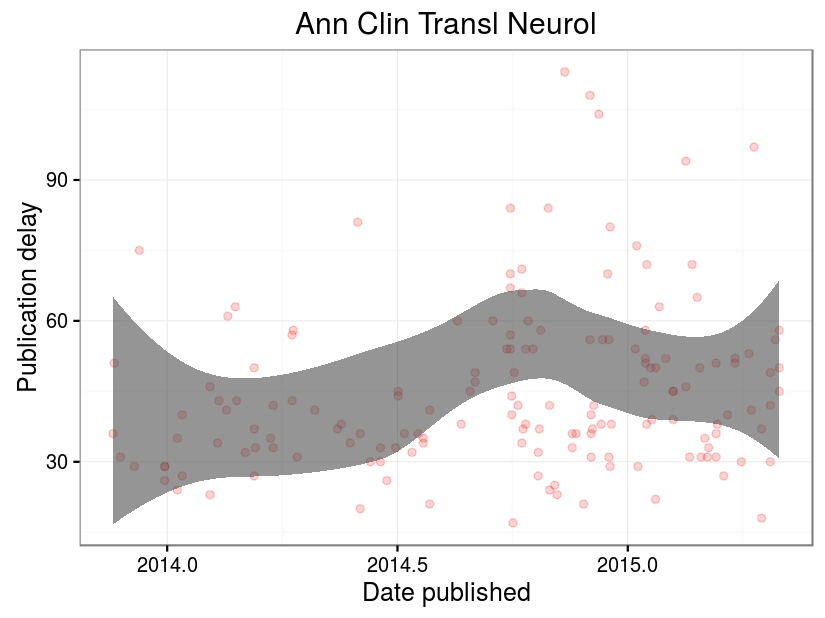 Ann Clin Transl Neurol
Publication delay
90
60
30
2014.0
2014.5
2015.0
Date published